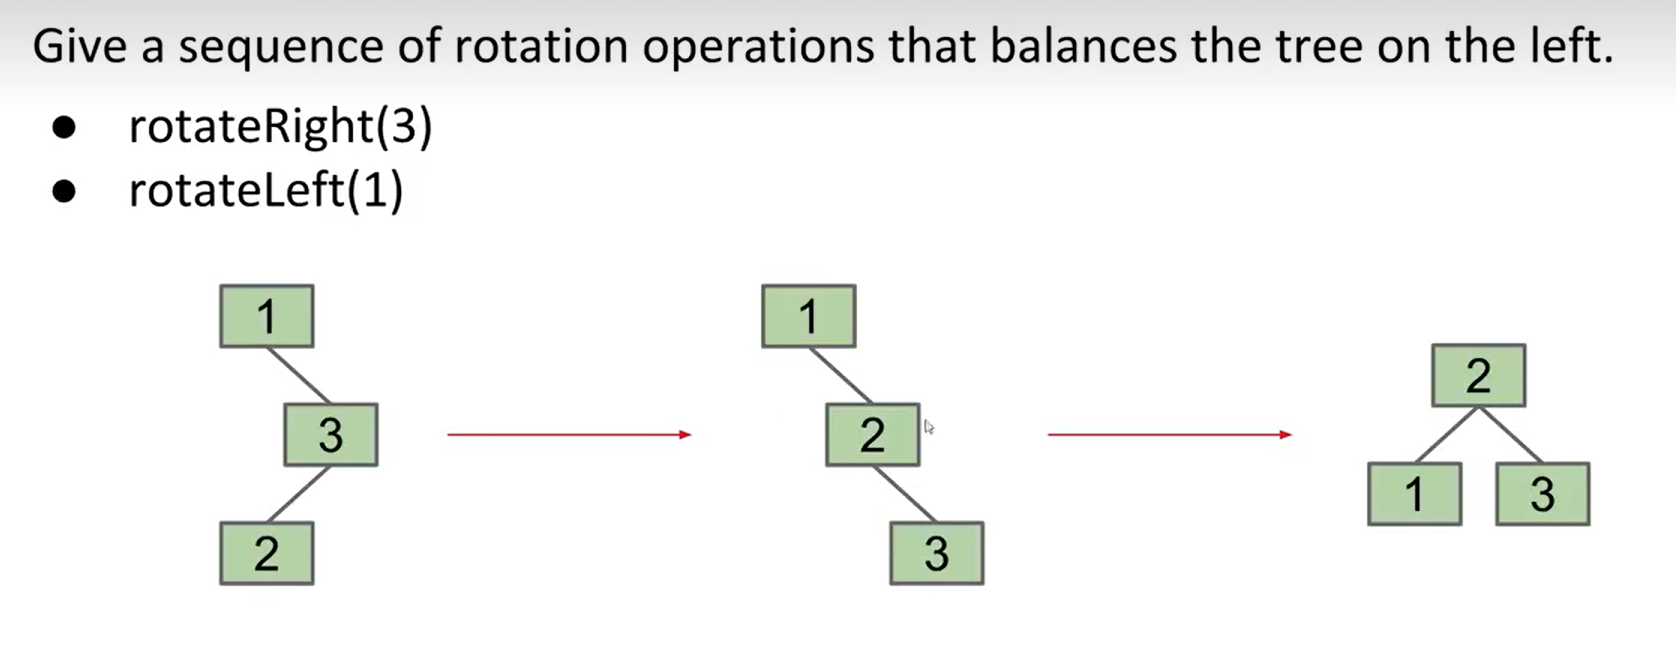 Give a sequence of rotation operations that balances the tree on the left.
● rotateRight(3)
● rotateLeft(1)
1
3
2
1
2
3
2
1 3